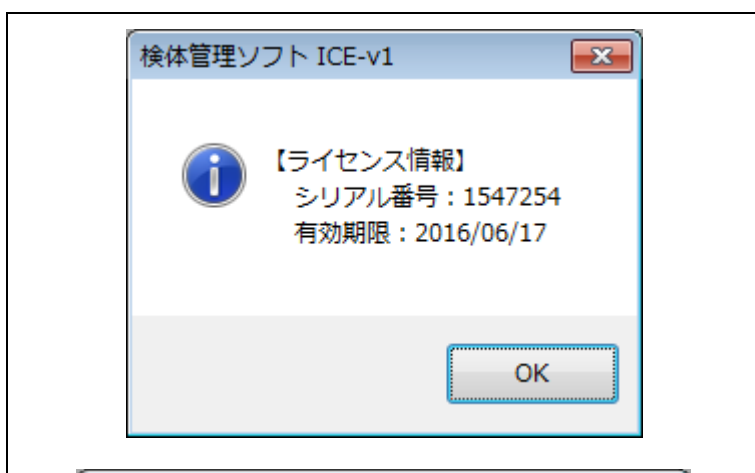 検体管理ソフト ICE-v1
【ライセンス情報】
シリアル番号：1547254
有効期限：2016/06/17
OK